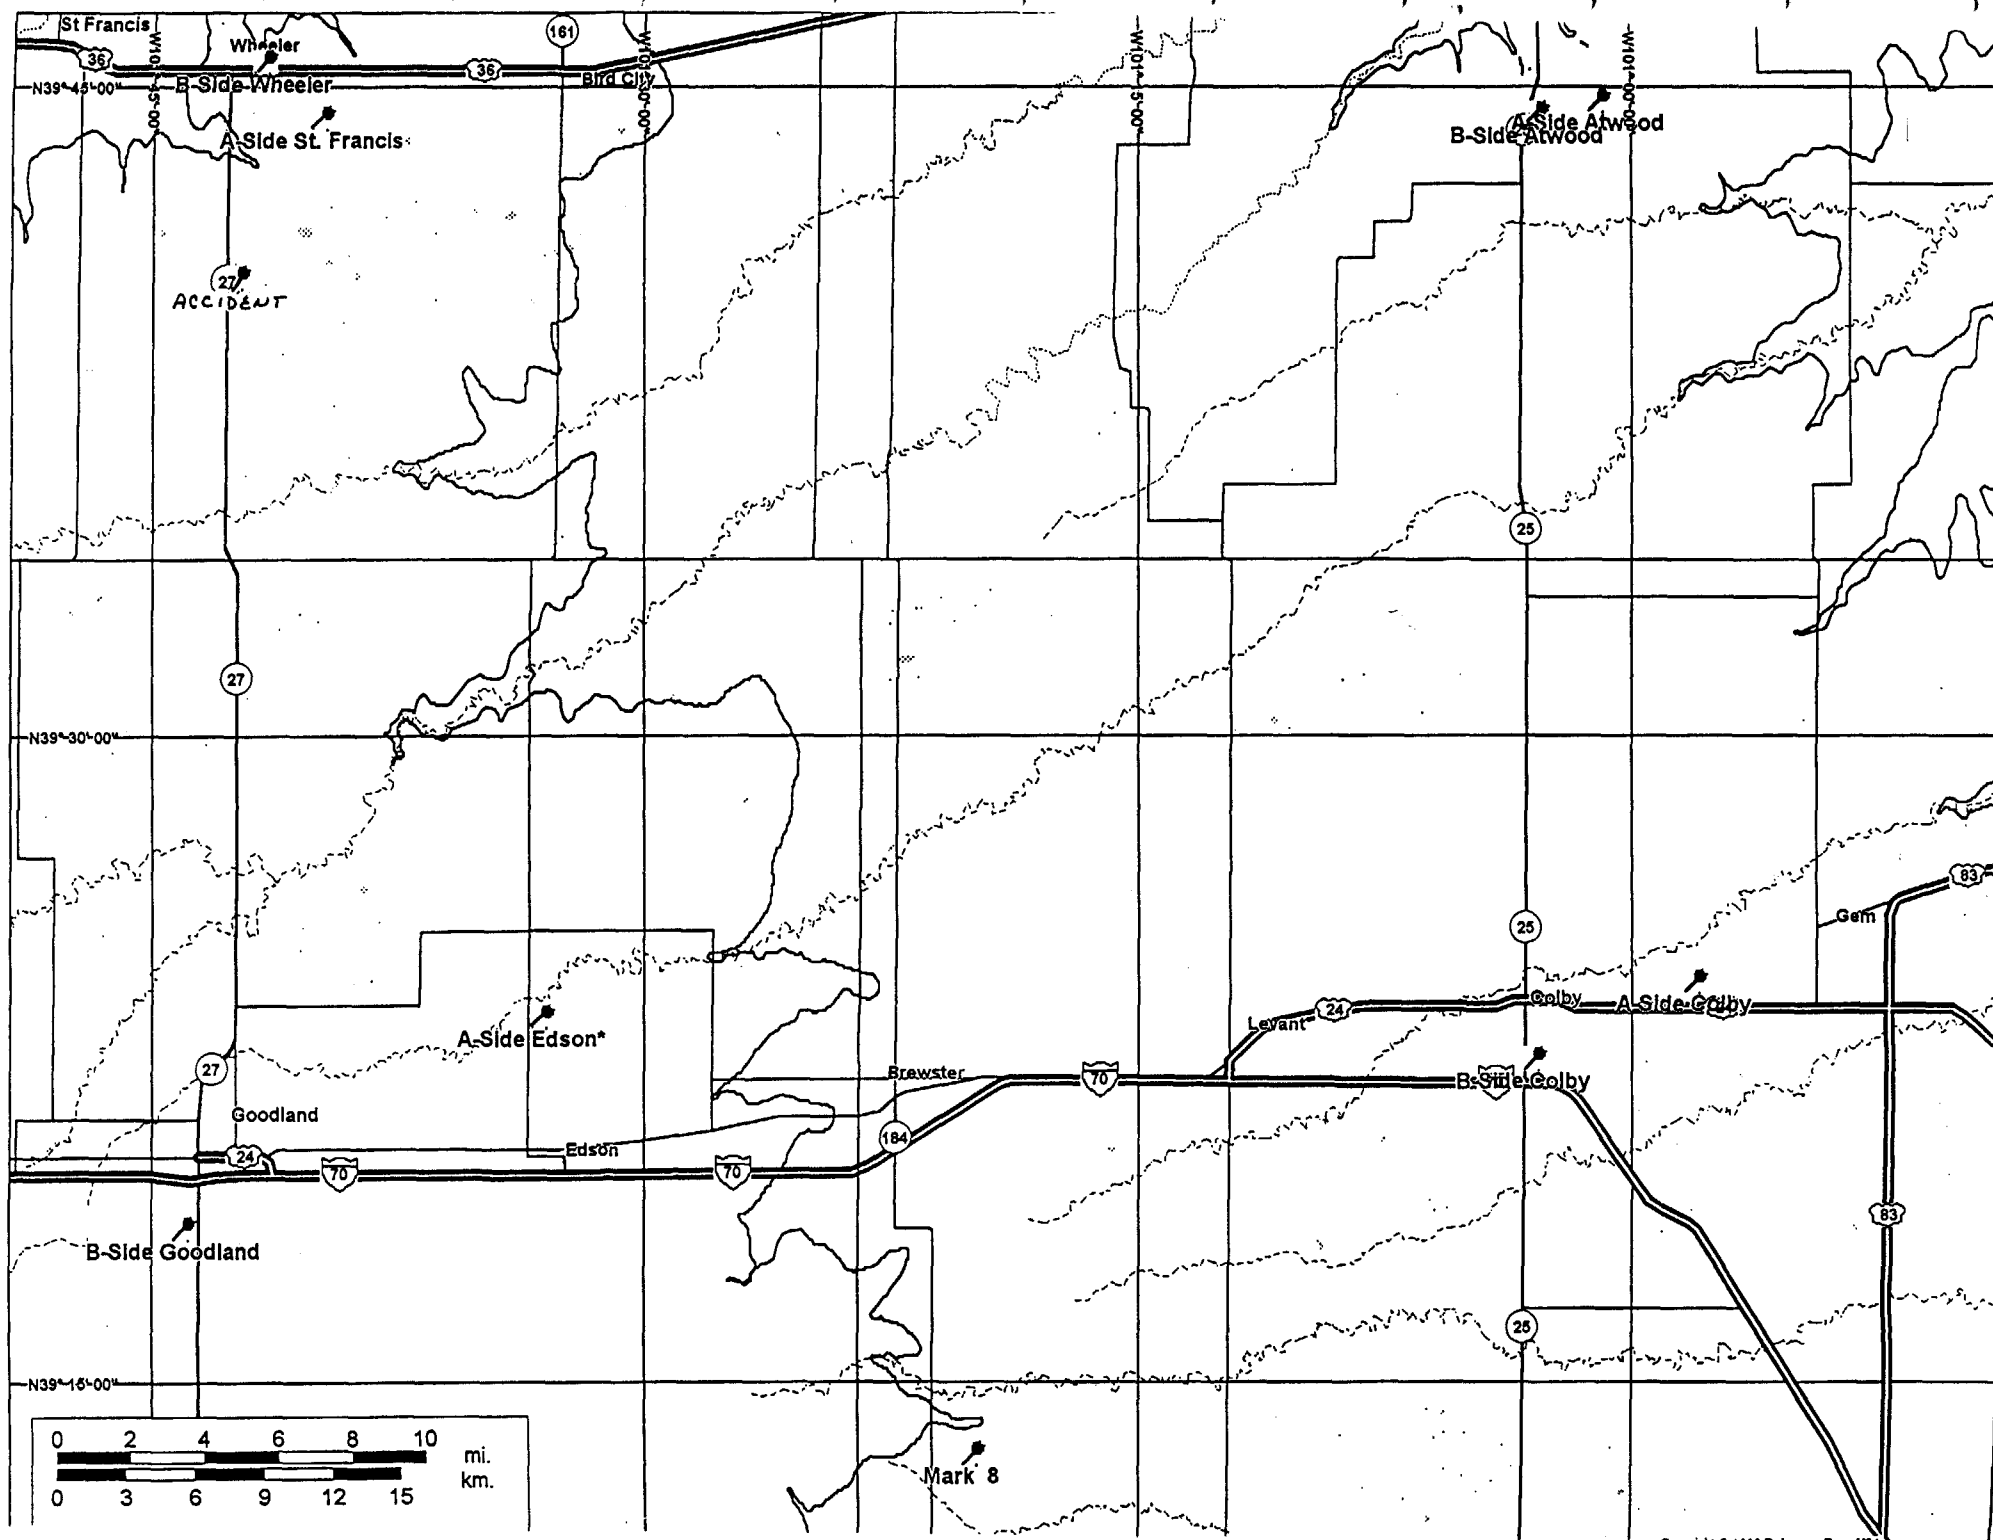 St Francis
161
Wheeler
36
36
B-Side Wheeler
Bird City
N39°-45'-00"
A-Side St. Francis
A-Side Atwood
B-Side Atwood
27
ACCIDENT
25
27
N39°-30'-00"
83
Gem
25
A-Side Edson*
Colby
A-Side Colby
24
Levant
27
Brewster
70
B-Side Colby
Goodland
184
24
Edson
70
70
83
B-Side Goodland
25
N39°-15'-00"
0 2 4 6 8 10 mi.
km.
0 3 6 9 12 15
Mark 8